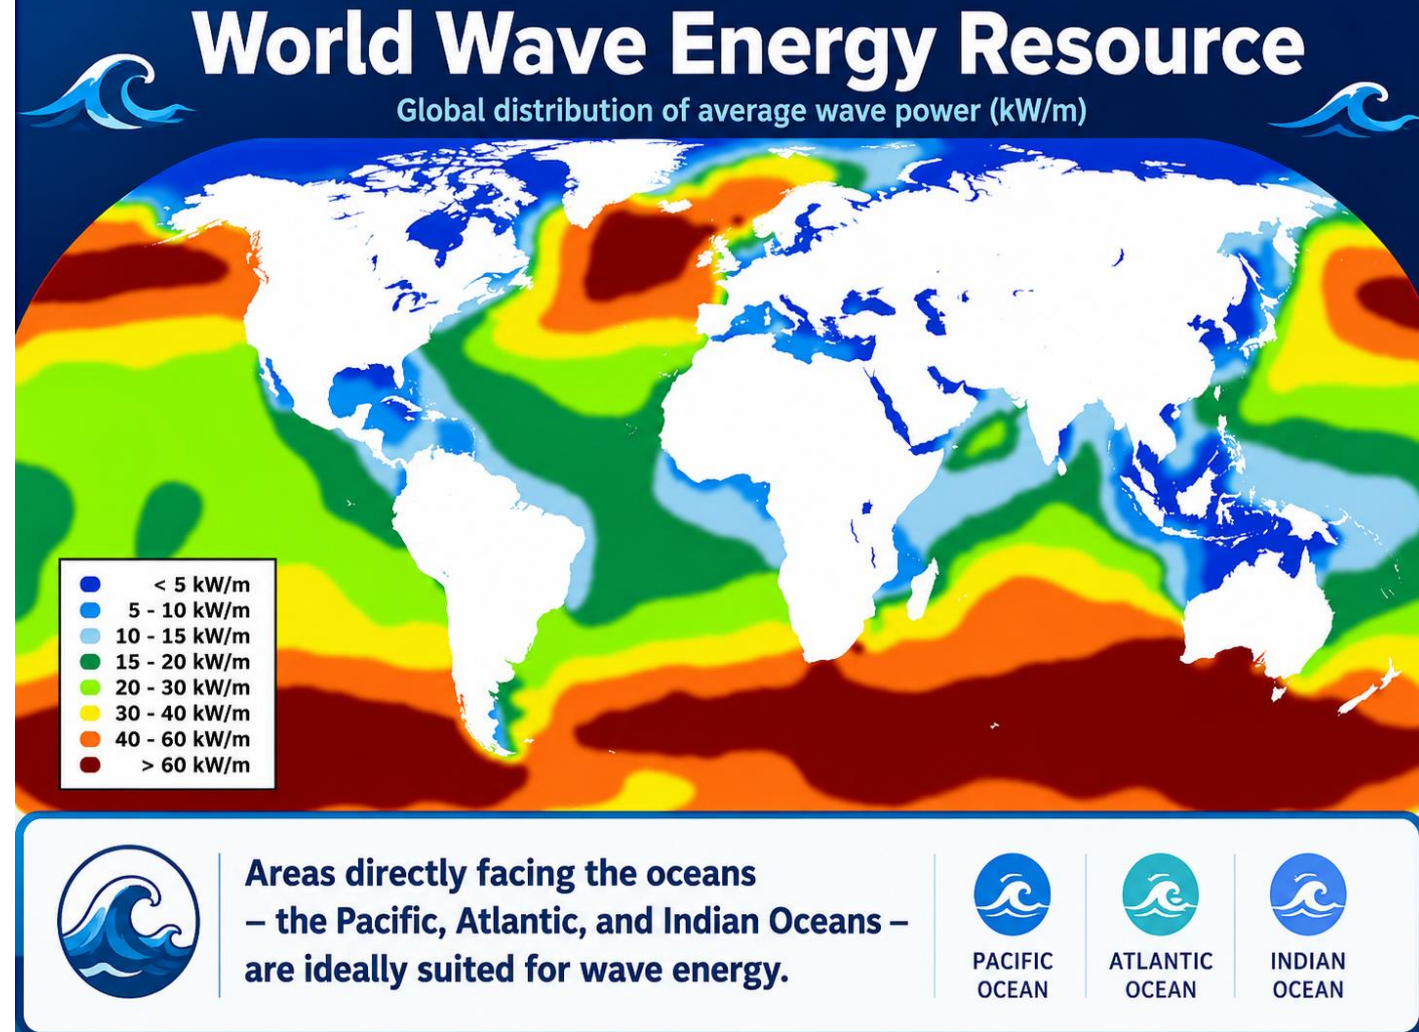 World Wave Energy Resource
Global distribution of average wave power (kW/m)
< 5 kW/m
5 - 10 kW/m
10 - 15 kW/m
15 - 20 kW/m
20 - 30 kW/m
30 - 40 kW/m
40 - 60 kW/m
> 60 kW/m
Areas directly facing the oceans
– the Pacific, Atlantic, and Indian Oceans –
are ideally suited for wave energy.
PACIFIC
OCEAN
ATLANTIC
OCEAN
INDIAN
OCEAN